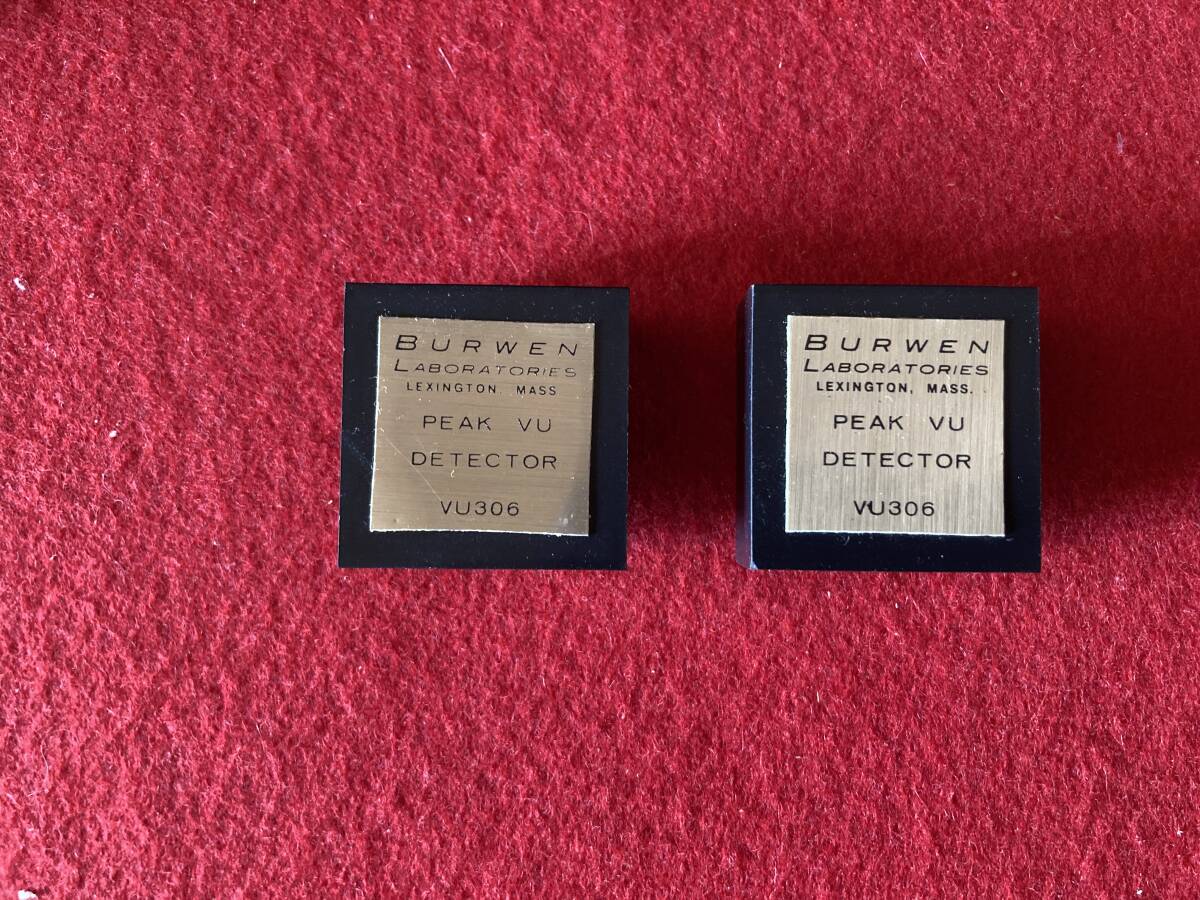 BURWEN
LABORATORIES
LEXINGTON, MASS
PEAK VU
DETECTOR
VU306
BURWEN
LABORATORIES
LEXINGTON, MASS.
PEAK VU
DETECTOR
VU306